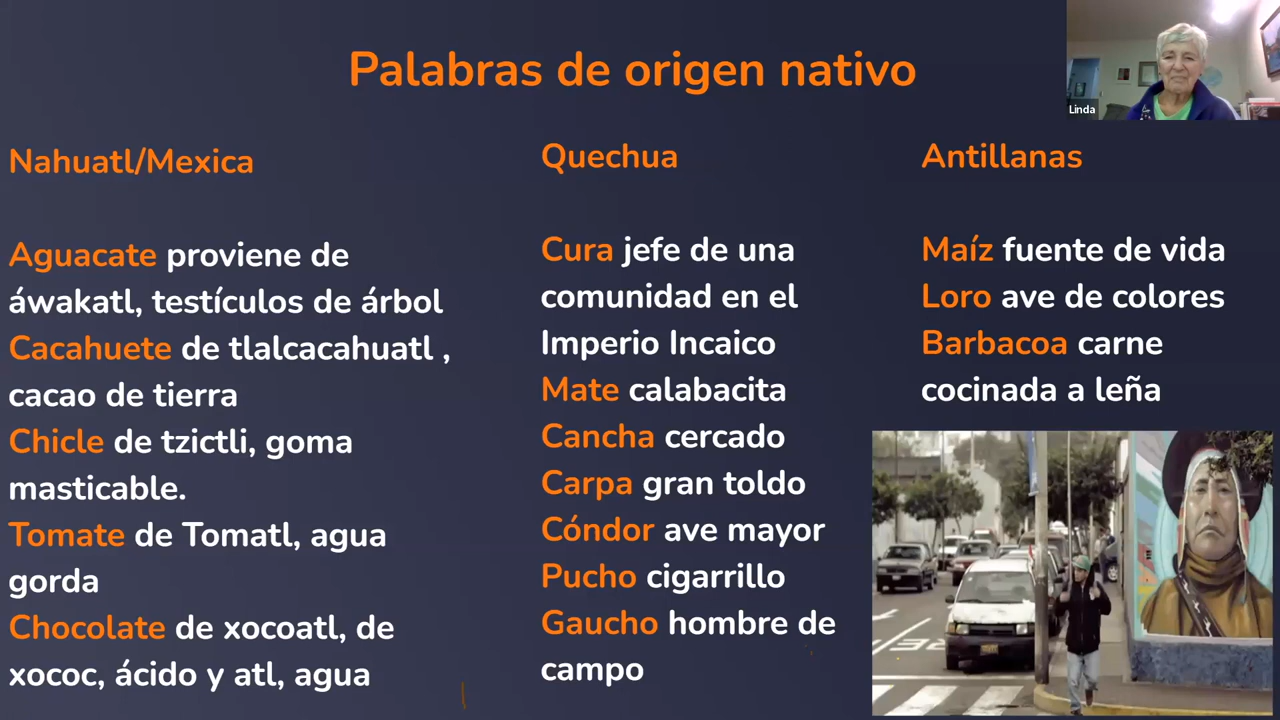 Palabras de origen nativo
Linda
Nahuatl/Mexica
Aguacate proviene de
áwakatl, testículos de árbol
Cacahuete de tlalcacahuatl ,
cacao de tierra
Chicle de tzictli, goma
masticable.
Tomate de Tomatl, agua
gorda
Chocolate de xocoatl, de
xococ, ácido y atl, agua
Quechua
Cura jefe de una
comunidad en el
Imperio Incaico
Mate calabacita
Cancha cercado
Carpa gran toldo
Cóndor ave mayor
Pucho cigarrillo
Gaucho hombre de
campo
Antillanas
Maíz fuente de vida
Loro ave de colores
Barbacoa carne
cocinada a leña